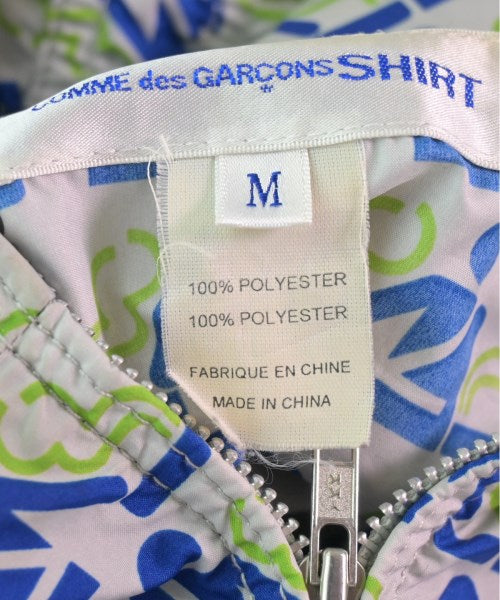 COMME des GARÇONS SHIRT
M
100% POLYESTER
100% POLYESTER
FABRIQUE EN CHINE
MADE IN CHINA